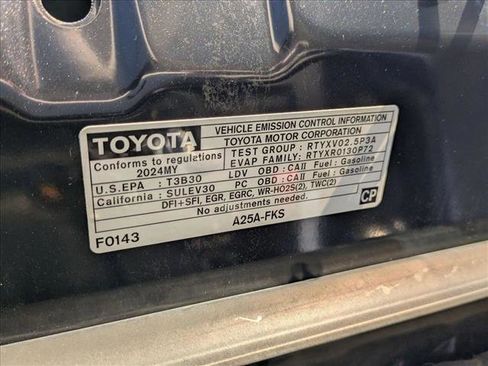 TOYOTA
VEHICLE EMISSION CONTROL INFORMATION
TOYOTA MOTOR CORPORATION
Conforms to regulations
2024MY
TEST GROUP: RTYXV02.5P3A
EVAP FAMILY: RTYXR0130P72
U.S.EPA : T3B30 LDV OBD : CAII Fuel : Gasoline
California : SULEV30 PC OBD : CAII Fuel : Gasoline
DFI+SFI, EGR, EGRC, WR-HO2S(2), TWC(2)
No adjustments needed.
F0143
A25A-FKS
CP